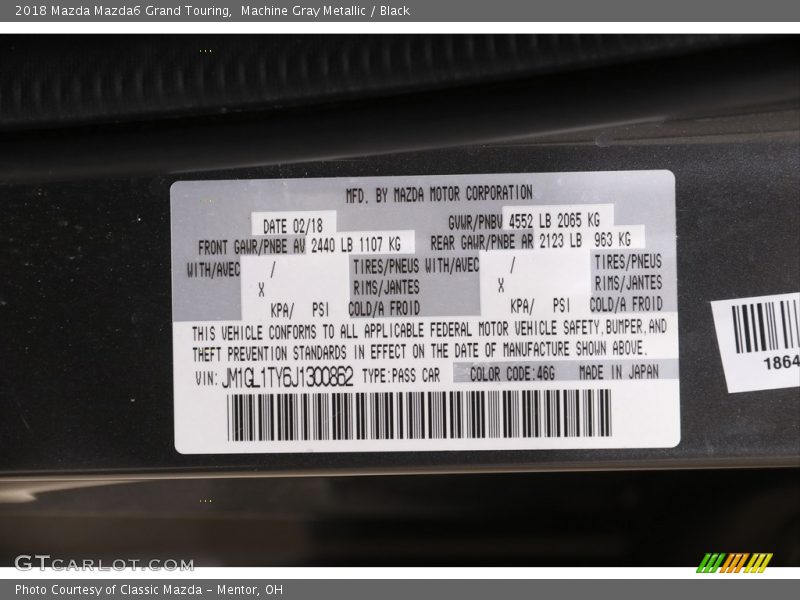 2018 Mazda Mazda6 Grand Touring,  Machine Gray Metallic / Black
MFD. BY MAZDA MOTOR CORPORATION
DATE 02/18 GVWR/PNBV 4552 LB 2065 KG
FRONT GAWR/PNBE AV 2440 LB 1107 KG REAR GAWR/PNBE AR 2123 LB 963 KG
WITH/AVEC / TIRES/PNEUS WITH/AVEC / TIRES/PNEUS
X RIMS/JANTES X RIMS/JANTES
KPA/ PSI COLD/A FROID KPA/ PSI COLD/A FROID
THIS VEHICLE CONFORMS TO ALL APPLICABLE FEDERAL MOTOR VEHICLE SAFETY,BUMPER,AND
THEFT PREVENTION STANDARDS IN EFFECT ON THE DATE OF MANUFACTURE SHOWN ABOVE.
VIN: JM1GL1TY6J1300862 TYPE:PASS CAR COLOR CODE:46G MADE IN JAPAN
1864
GTcarlot.com
Photo Courtesy of Classic Mazda - Mentor, OH